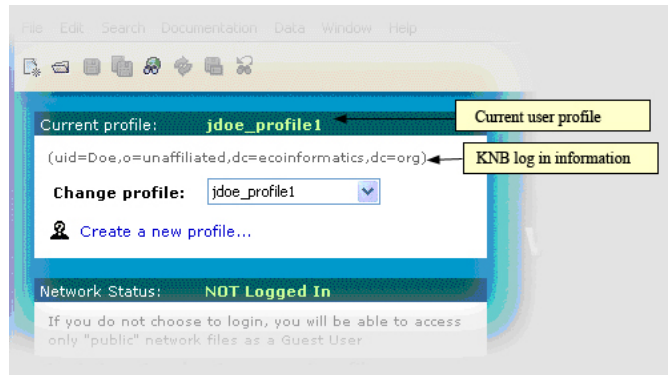 File Edit Search Documentation Data Window Help
Current profile: jdoe_profile1
Current user profile
(uid=Doe,o=unaffiliated,dc=ecoinformatics,dc=org)
KNB log in information
Change profile: jdoe_profile1
Create a new profile...
Network Status: NOT Logged In
If you do not choose to login, you will be able to access
only "public" network files as a Guest User